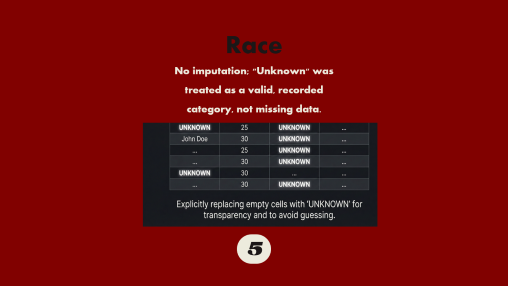 Race
No imputation; "Unknown" was
treated as a valid, recorded
category, not missing data.
UNKNOWN 25 UNKNOWN ...
John Doe 30 UNKNOWN ...
... 25 UNKNOWN ...
... 30 UNKNOWN ...
UNKNOWN 30 ... ...
... 30 UNKNOWN ...
Explicitly replacing empty cells with 'UNKNOWN' for
transparency and to avoid guessing.
5